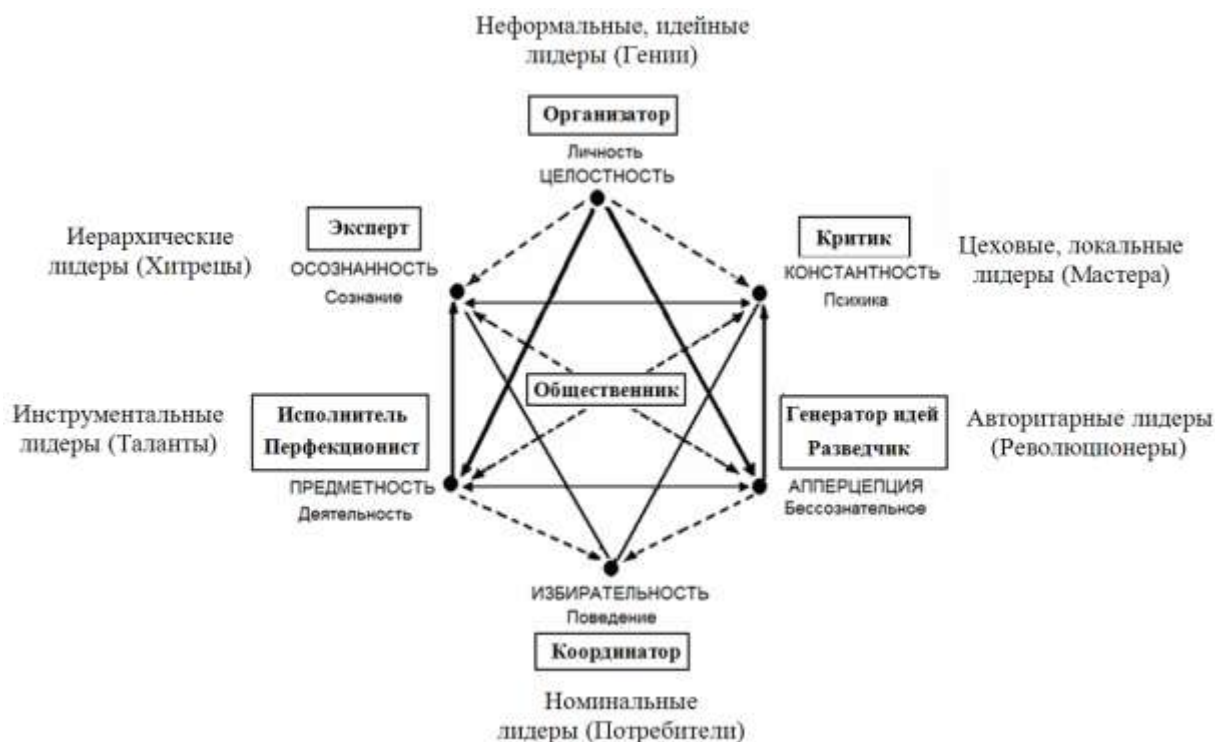 Неформальные, идейные
лидеры (Гении)
Организатор
Личность
ЦЕЛОСТНОСТЬ
Иерархические
лидеры (Хитрецы)
Эксперт
ОСОЗНАННОСТЬ
Сознание
Критик
КОНСТАНТНОСТЬ
Психика
Цеховые, локальные
лидеры (Мастера)
Инструментальные
лидеры (Таланты)
Исполнитель
Перфекционист
ПРЕДМЕТНОСТЬ
Деятельность
Общественник
Генератор идей
Разведчик
АППЕРЦЕПЦИЯ
Бессознательное
Авторитарные лидеры
(Революционеры)
ИЗБИРАТЕЛЬНОСТЬ
Поведение
Координатор
Номинальные
лидеры (Потребители)